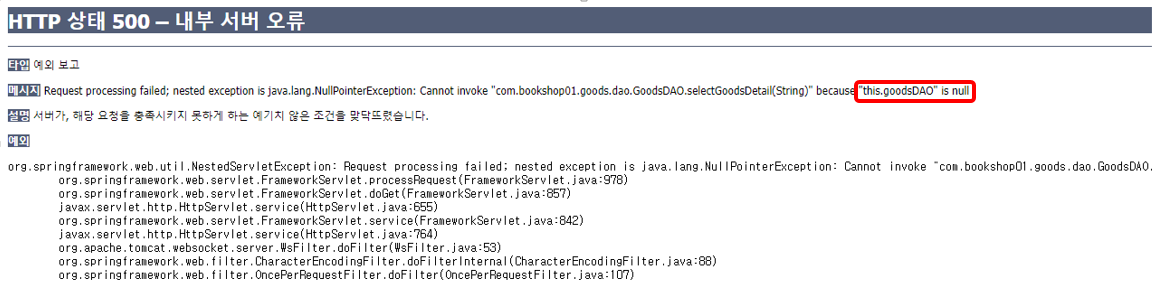 HTTP 상태 500 – 내부 서버 오류
타입 예외 보고
메시지 Request processing failed; nested exception is java.lang.NullPointerException: Cannot invoke "com.bookshop01.goods.dao.GoodsDAO.selectGoodsDetail(String)" because "this.goodsDAO" is null
설명 서버가, 해당 요청을 충족시키지 못하게 하는 예기치 않은 조건을 맞닥뜨렸습니다.
예외
org.springframework.web.util.NestedServletException: Request processing failed; nested exception is java.lang.NullPointerException: Cannot invoke "com.bookshop01.goods.dao.GoodsDAO.
org.springframework.web.servlet.FrameworkServlet.processRequest(FrameworkServlet.java:978)
org.springframework.web.servlet.FrameworkServlet.doGet(FrameworkServlet.java:857)
javax.servlet.http.HttpServlet.service(HttpServlet.java:655)
org.springframework.web.servlet.FrameworkServlet.service(FrameworkServlet.java:842)
javax.servlet.http.HttpServlet.service(HttpServlet.java:764)
org.apache.tomcat.websocket.server.WsFilter.doFilter(WsFilter.java:53)
org.springframework.web.filter.CharacterEncodingFilter.doFilterInternal(CharacterEncodingFilter.java:88)
org.springframework.web.filter.OncePerRequestFilter.doFilter(OncePerRequestFilter.java:107)